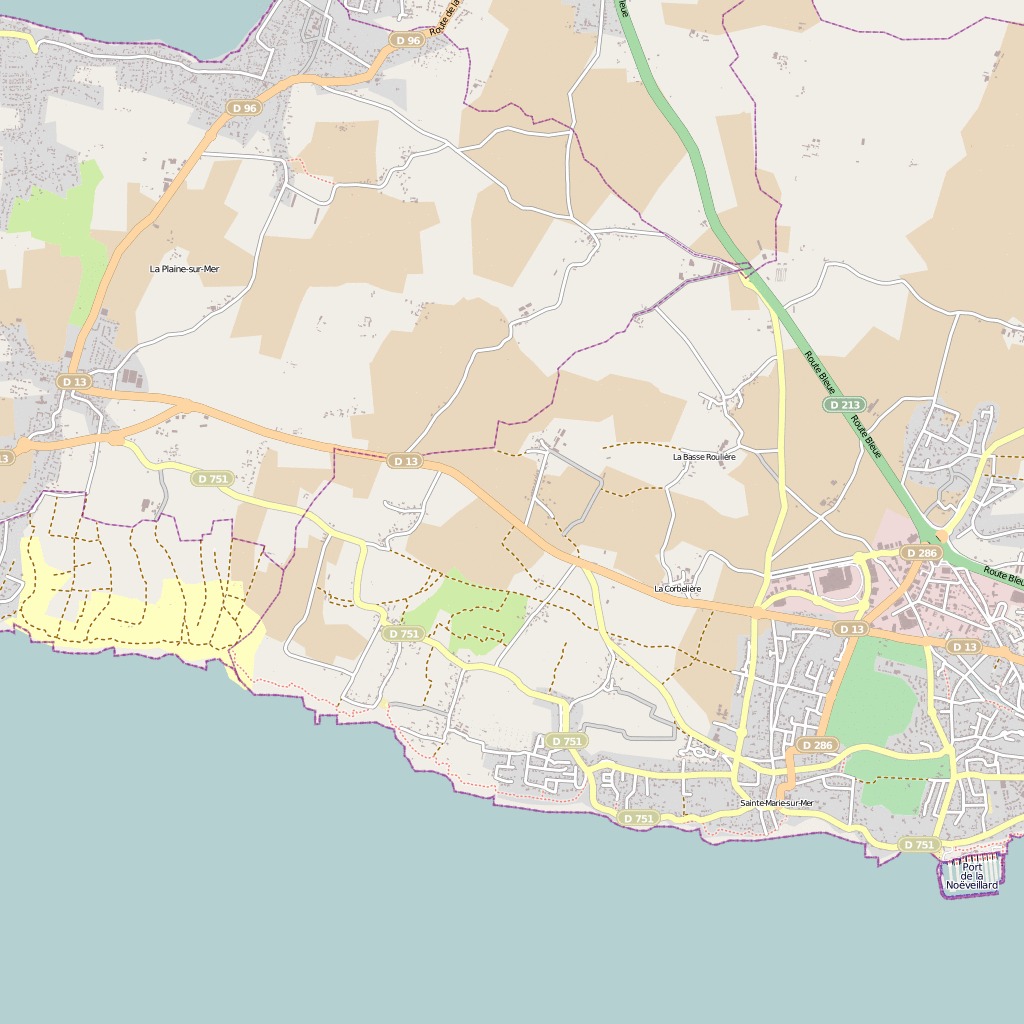 Bleue
Route de la
D 96
D 96
La Plaine-sur-Mer
Route Bleue
D 13
D 213
Route Bleue
La Basse Roulière
13
D 13
D 751
D 286
Route Bleu
La Corbelière
D 13
D 751
D 13
D 751
D 286
Sainte-Marie-sur-Mer
D 751
D 751
Port
de la
Noëveillard